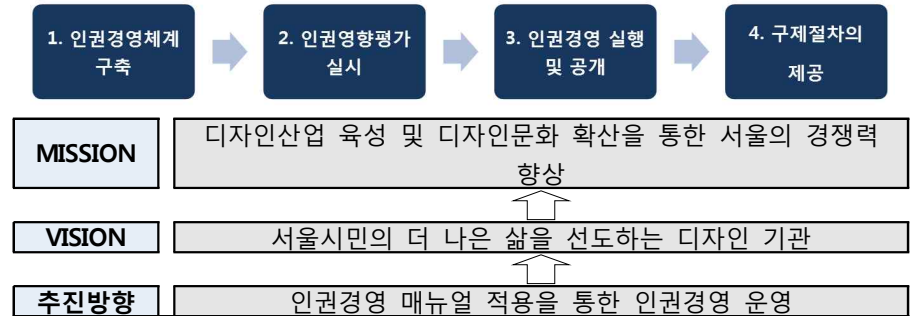 1. 인권경영체계
구축
2. 인권영향평가
실시
3. 인권경영 실행
및 공개
4. 구제절차의
제공
MISSION
디자인산업 육성 및 디자인문화 확산을 통한 서울의 경쟁력
향상
VISION
서울시민의 더 나은 삶을 선도하는 디자인 기관
추진방향
인권경영 매뉴얼 적용을 통한 인권경영 운영